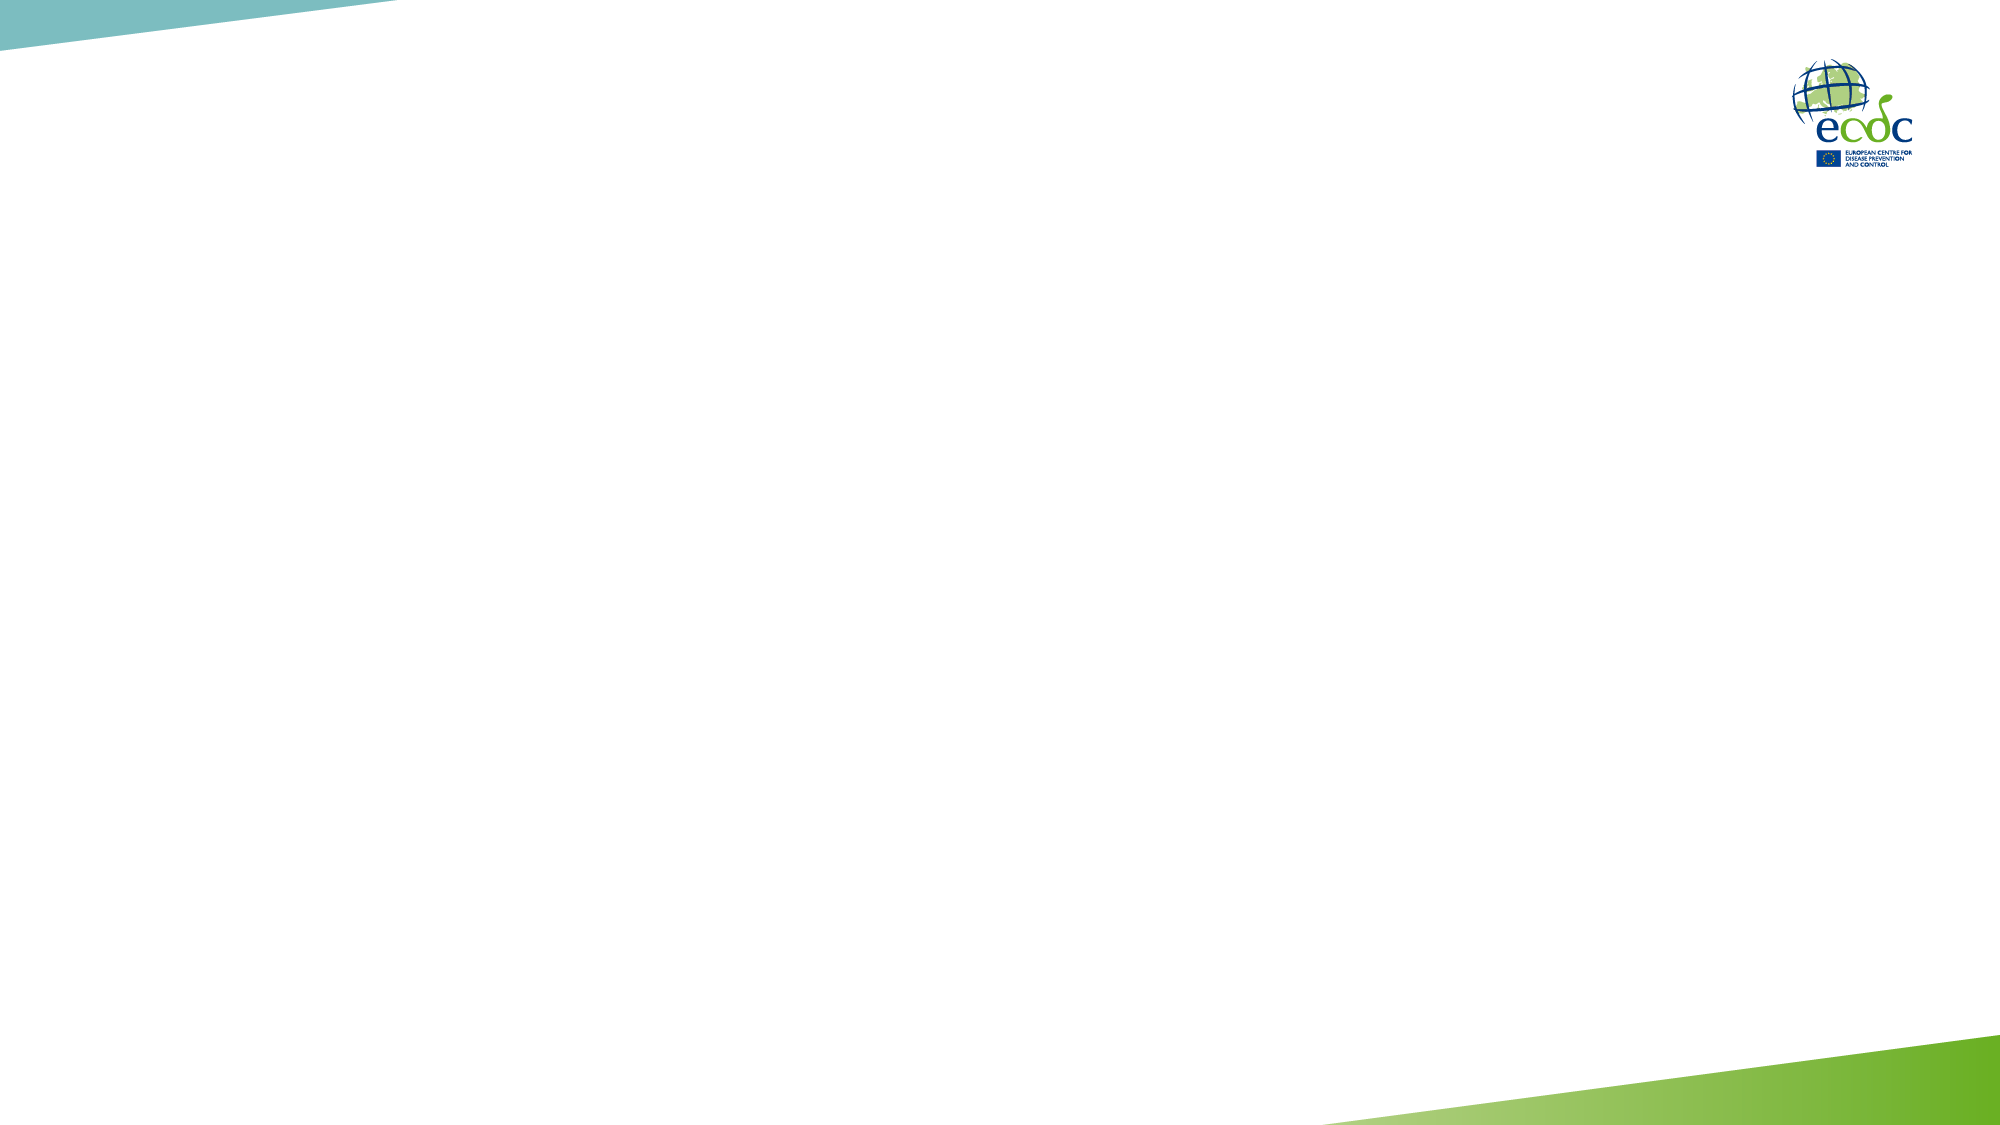 ecdc
EUROPEAN CENTRE FOR
DISEASE PREVENTION
AND CONTROL